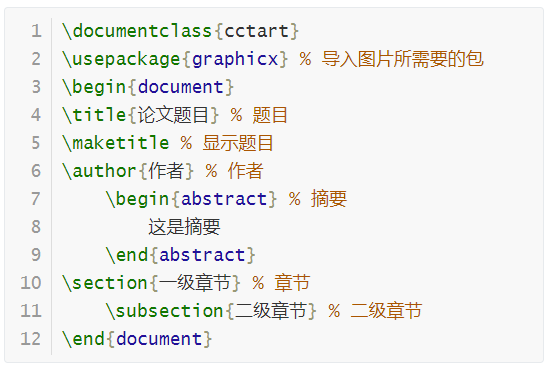 1 \documentclass{cctart}
2 \usepackage{graphicx} % 导入图片所需要的包
3 \begin{document}
4 \title{论文题目} % 题目
5 \maketitle % 显示题目
6 \author{作者} % 作者
7     \begin{abstract} % 摘要
8         这是摘要
9     \end{abstract}
10 \section{一级章节} % 章节
11     \subsection{二级章节} % 二级章节
12 \end{document}